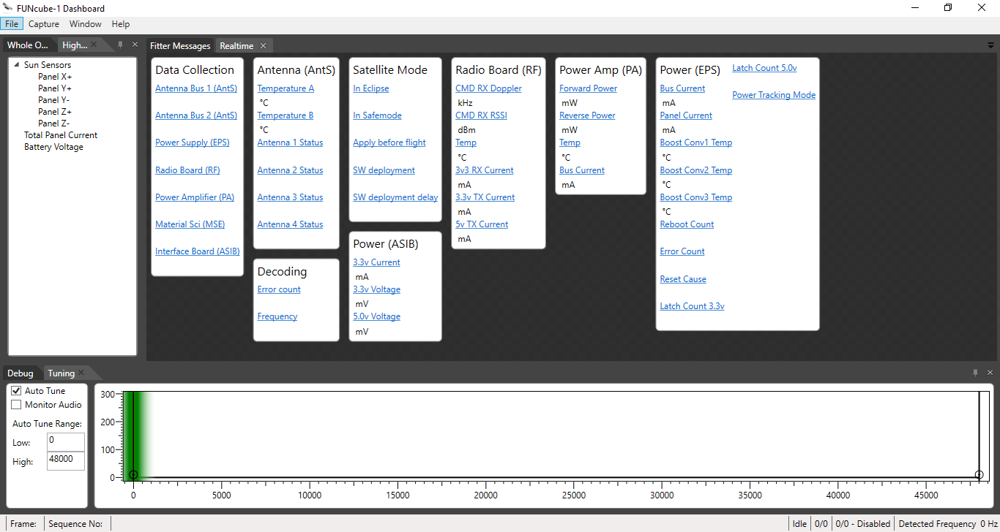 FUNcube-1 Dashboard
File Capture Window Help
Whole O... High...
Fitter Messages Realtime
Sun Sensors
Panel X+
Panel Y+
Panel Y-
Panel Z+
Panel Z-
Total Panel Current
Battery Voltage
Data Collection
Antenna Bus 1 (AntS)
Antenna Bus 2 (AntS)
Power Supply (EPS)
Radio Board (RF)
Power Amplifier (PA)
Material Sci (MSE)
Interface Board (ASIB)
Antenna (AntS)
Temperature A
°C
Temperature B
°C
Antenna 1 Status
Antenna 2 Status
Antenna 3 Status
Antenna 4 Status
Decoding
Error count
Frequency
Satellite Mode
In Eclipse
In Safemode
Apply before flight
SW deployment
SW deployment delay
Power (ASIB)
3.3v Current
mA
3.3v Voltage
mV
5.0v Voltage
mV
Radio Board (RF)
CMD RX Doppler
kHz
CMD RX RSSI
dBm
Temp
°C
3v3 RX Current
mA
3.3v TX Current
mA
5v TX Current
mA
Power Amp (PA)
Forward Power
mW
Reverse Power
mW
Temp
°C
Bus Current
mA
Power (EPS)
Bus Current
mA
Panel Current
mA
Boost Conv1 Temp
°C
Boost Conv2 Temp
°C
Boost Conv3 Temp
°C
Reboot Count
Error Count
Reset Cause
Latch Count 3.3v
Latch Count 5.0v
Power Tracking Mode
Debug Tuning
Auto Tune
Monitor Audio
Auto Tune Range:
Low: 0
High: 48000
300
200
100
0
0 5000 10000 15000 20000 25000 30000 35000 40000 45000
Frame: Sequence No: Idle 0/0 0/0 - Disabled Detected Frequency 0 Hz